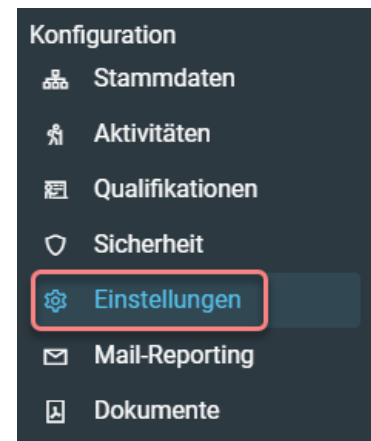 Konfiguration
Stammdaten
Aktivitäten
Qualifikationen
Sicherheit
Einstellungen
Mail-Reporting
Dokumente